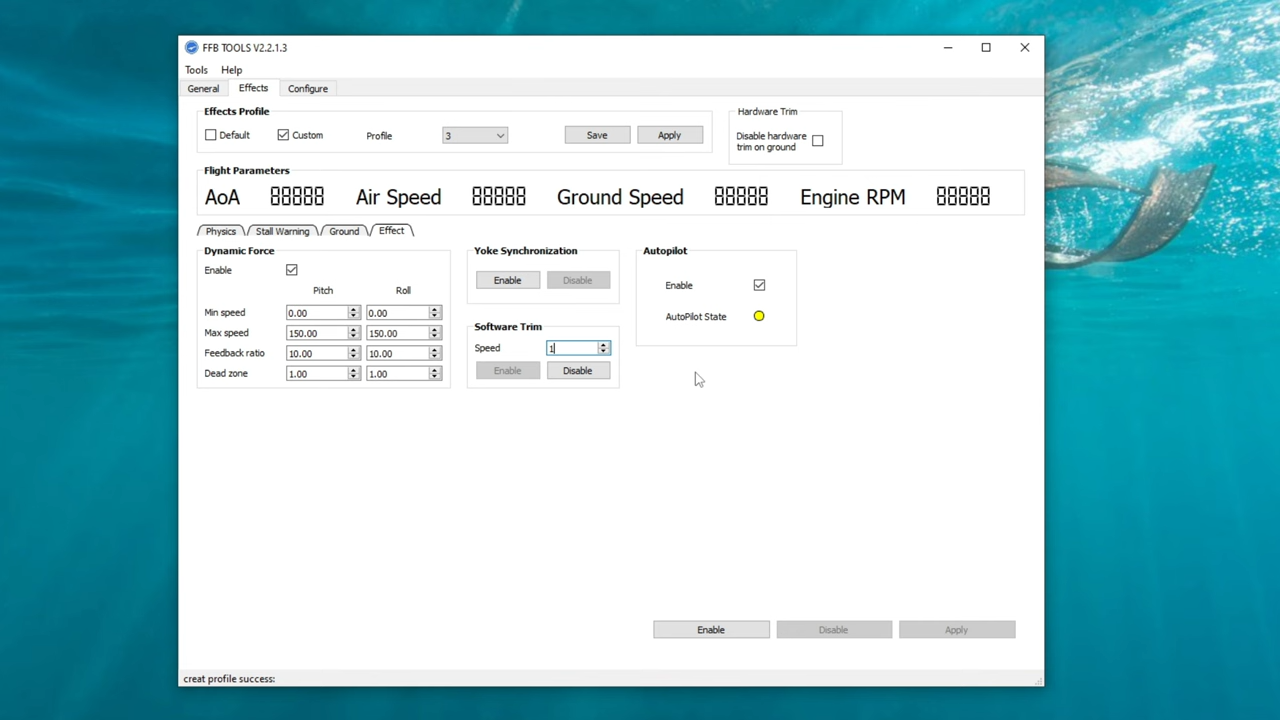 FFB TOOLS V2.2.1.3
Tools Help
General Effects Configure
Effects Profile
Default Custom Profile 3 Save Apply
Hardware Trim
Disable hardware
trim on ground
Flight Parameters
AoA 88888 Air Speed 88888 Ground Speed 88888 Engine RPM 88888
Physics Stall Warning Ground Effect
Dynamic Force
Enable
Pitch Roll
Min speed 0.00 0.00
Max speed 150.00 150.00
Feedback ratio 10.00 10.00
Dead zone 1.00 1.00
Yoke Synchronization
Enable Disable
Software Trim
Speed 1
Enable Disable
Autopilot
Enable
AutoPilot State
Enable Disable Apply
creat profile success: